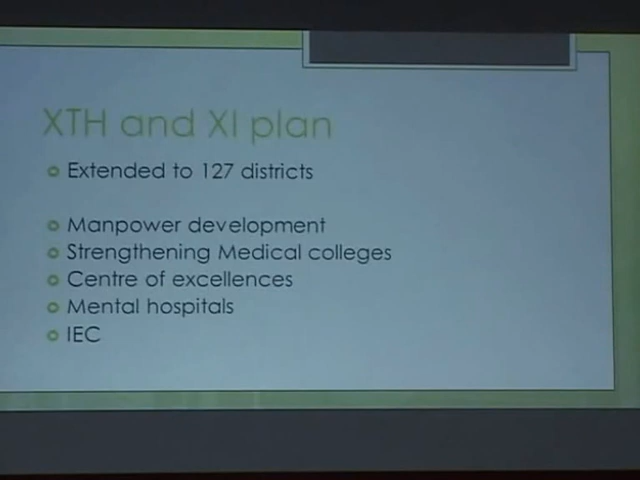 XTH and XI plan
Extended to 127 districts
Manpower development
Strengthening Medical colleges
Centre of excellences
Mental hospitals
IEC